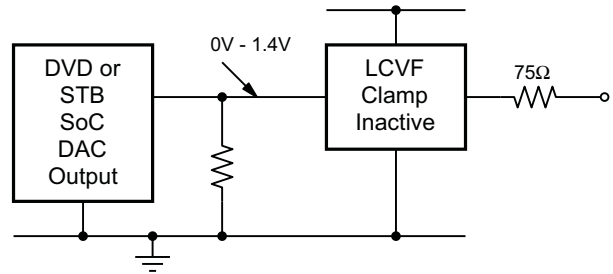 DVD or
STB
SoC
DAC
Output
0V - 1.4V
LCVF
Clamp
Inactive
75Ω